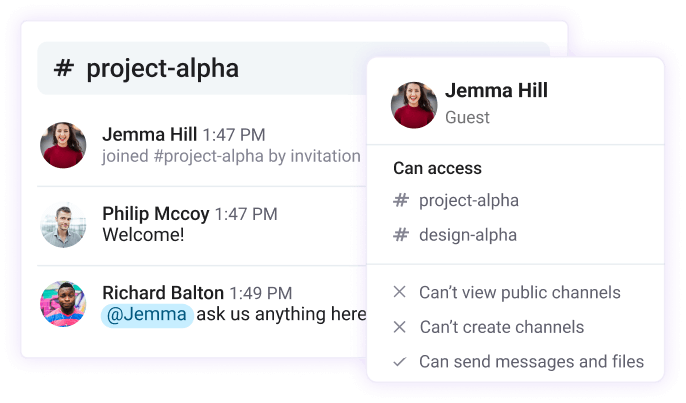 # project-alpha
Jemma Hill 1:47 PM
joined #project-alpha by invitation
Philip Mccoy 1:47 PM
Welcome!
Richard Balton 1:49 PM
@Jemma ask us anything here
Jemma Hill
Guest
Can access
# project-alpha
# design-alpha
Can’t view public channels
Can’t create channels
Can send messages and files